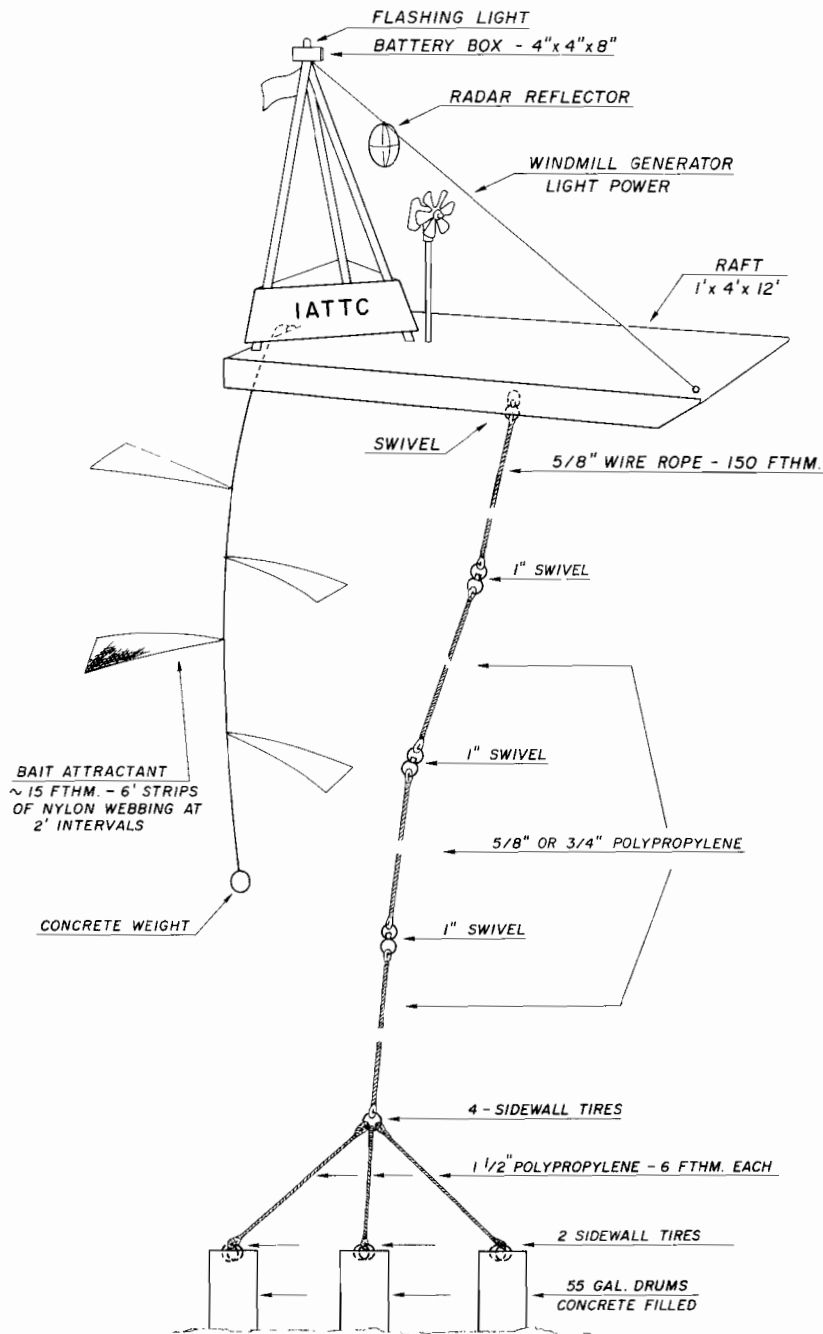 FLASHING LIGHT
BATTERY BOX - 4"x 4"x 8"
RADAR REFLECTOR
WINDMILL GENERATOR
LIGHT POWER
RAFT
1'x 4'x 12'
IATTC
SWIVEL
5/8" WIRE ROPE - 150 FTHM.
1" SWIVEL
1" SWIVEL
BAIT ATTRACTANT
~ 15 FTHM. - 6' STRIPS
OF NYLON WEBBING AT
2' INTERVALS
5/8" OR 3/4" POLYPROPYLENE
CONCRETE WEIGHT
1" SWIVEL
4 - SIDEWALL TIRES
1 1/2" POLYPROPYLENE - 6 FTHM. EACH
2 SIDEWALL TIRES
55 GAL. DRUMS
CONCRETE FILLED